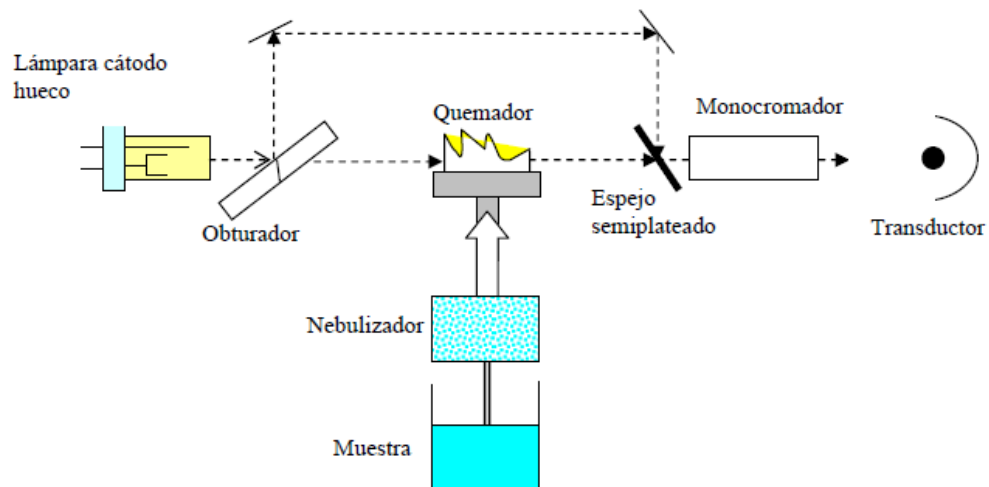 Lámpara cátodo
hueco
Quemador
Monocromador
Obturador
Espejo
semiplateado
Transductor
Nebulizador
Muestra